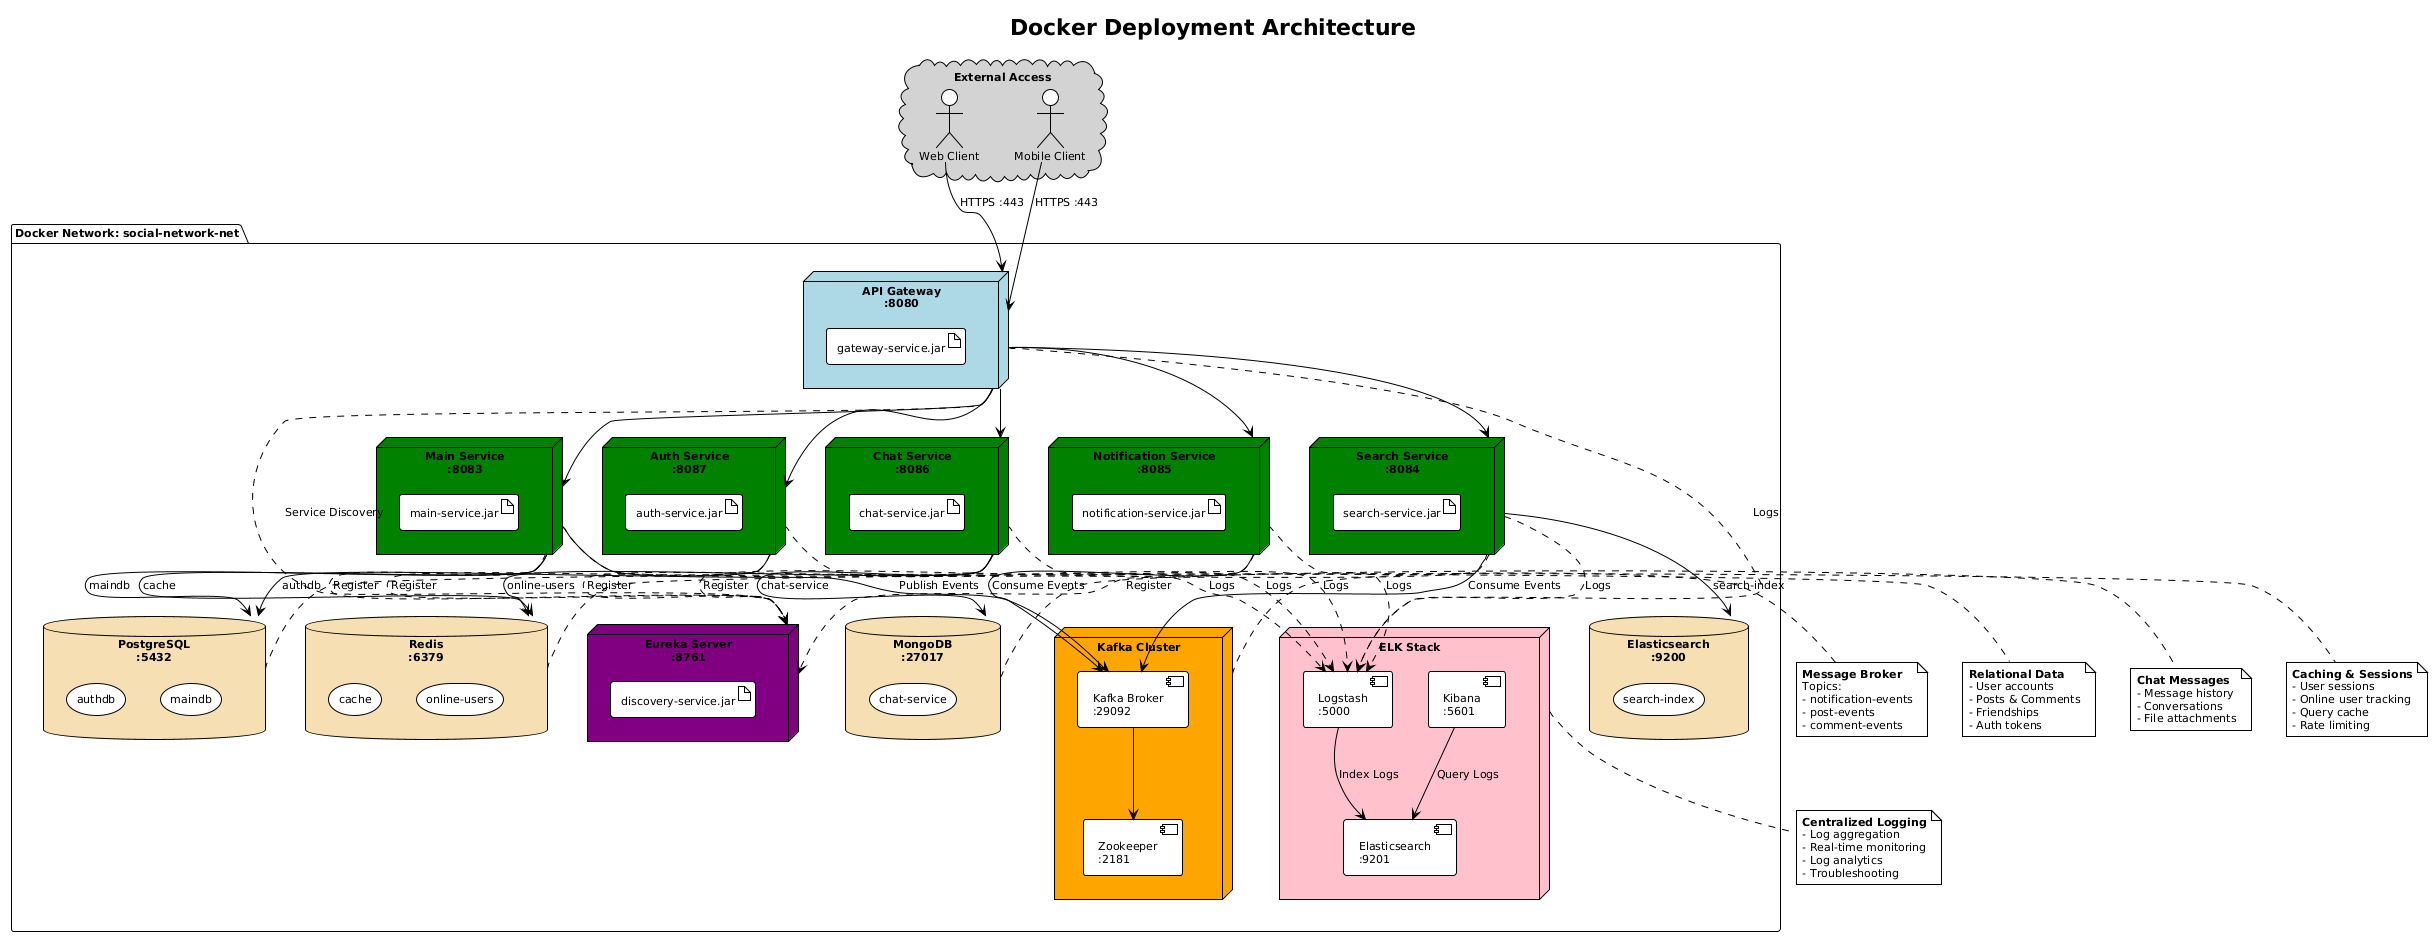 Docker Deployment Architecture
External Access
Web Client
Mobile Client
HTTPS :443
HTTPS :443
Docker Network: social-network-net
API Gateway
:8080
gateway-service.jar
Main Service
:8083
main-service.jar
Auth Service
:8087
auth-service.jar
Chat Service
:8086
chat-service.jar
Notification Service
:8085
notification-service.jar
Search Service
:8084
search-service.jar
Service Discovery
Logs
maindb
cache
authdb
Register
Register
online-users
Register
Register
chat-service
Publish Events
Consume Events
Register
Logs
Logs
Logs
Logs
Consume Events
Logs
search-index
PostgreSQL
:5432
authdb
maindb
Redis
:6379
cache
online-users
Eureka Server
:8761
discovery-service.jar
MongoDB
:27017
chat-service
Kafka Cluster
Kafka Broker
:29092
Zookeeper
:2181
ELK Stack
Logstash
:5000
Kibana
:5601
Index Logs
Query Logs
Elasticsearch
:9201
Elasticsearch
:9200
search-index
Message Broker
Topics:
- notification-events
- post-events
- comment-events
Relational Data
- User accounts
- Posts & Comments
- Friendships
- Auth tokens
Chat Messages
- Message history
- Conversations
- File attachments
Caching & Sessions
- User sessions
- Online user tracking
- Query cache
- Rate limiting
Centralized Logging
- Log aggregation
- Real-time monitoring
- Log analytics
- Troubleshooting